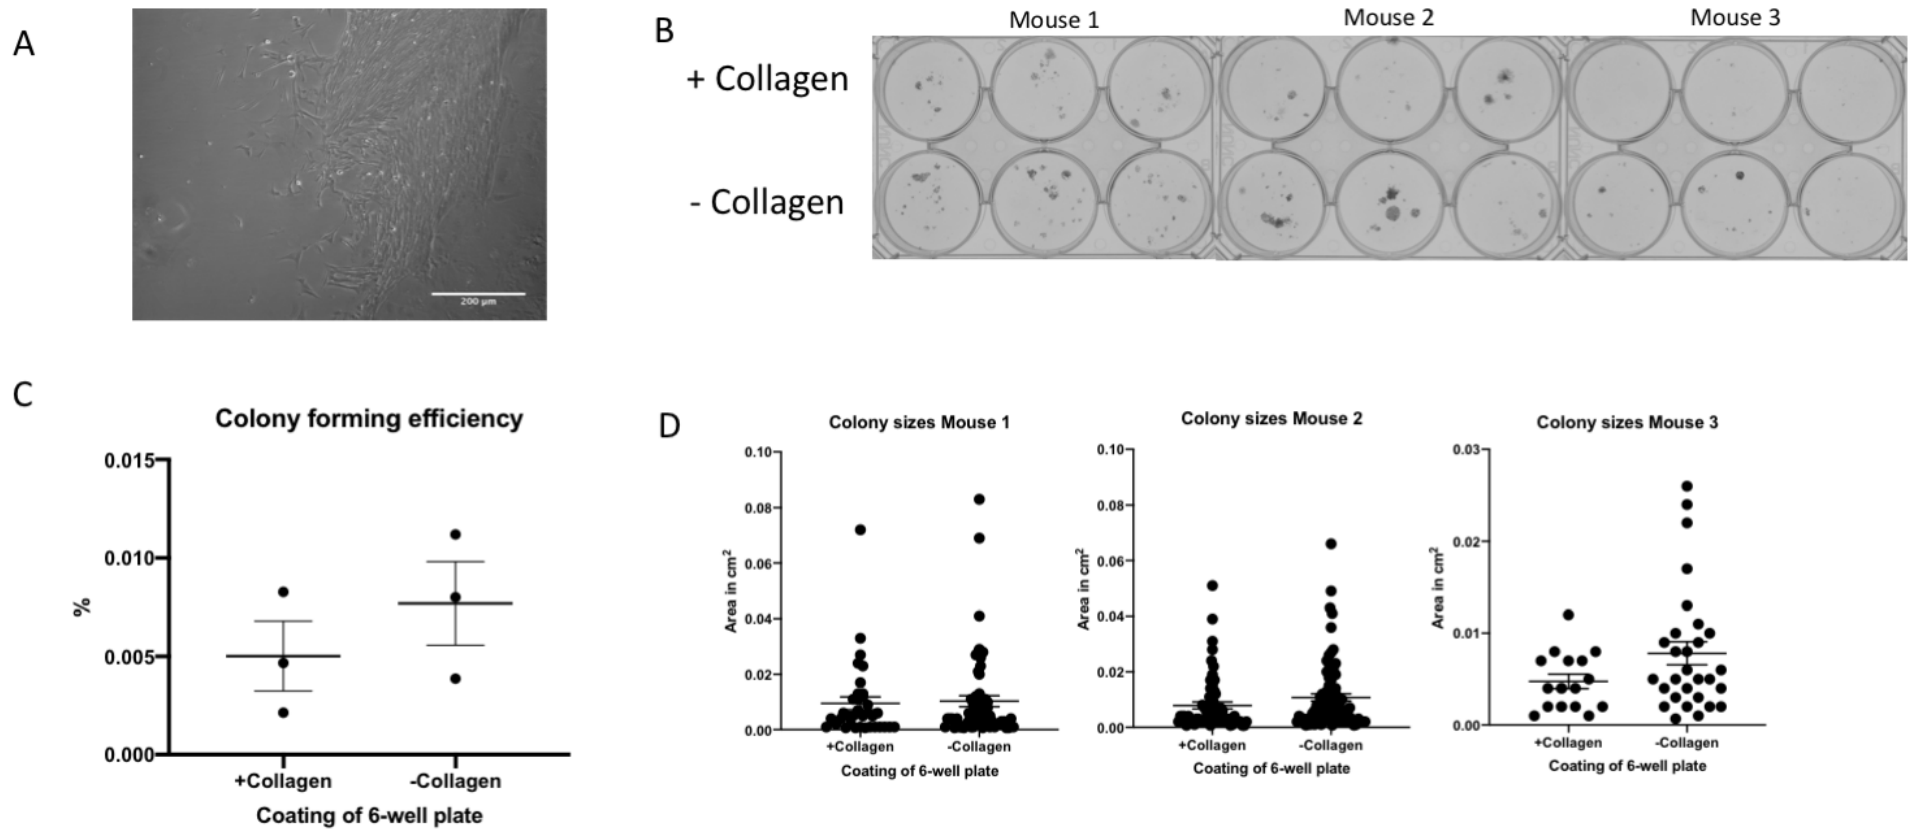 A
200 µm
B
Mouse 1
Mouse 2
Mouse 3
+ Collagen
- Collagen
C
Colony forming efficiency
0.015
0.010
0.005
0.000
%
+Collagen
-Collagen
Coating of 6-well plate
D
Colony sizes Mouse 1
0.10
0.08
0.06
0.04
0.02
0.00
Area in cm²
+Collagen
-Collagen
Coating of 6-well plate
Colony sizes Mouse 2
0.10
0.08
0.06
0.04
0.02
0.00
Area in cm²
+Collagen
-Collagen
Coating of 6-well plate
Colony sizes Mouse 3
0.03
0.02
0.01
0.00
Area in cm²
+Collagen
-Collagen
Coating of 6-well plate